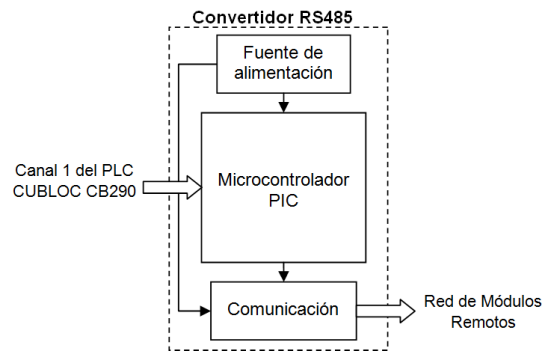 Convertidor RS485
Fuente de
alimentación
Canal 1 del PLC
CUBLOC CB290
Microcontrolador
PIC
Comunicación
Red de Módulos
Remotos